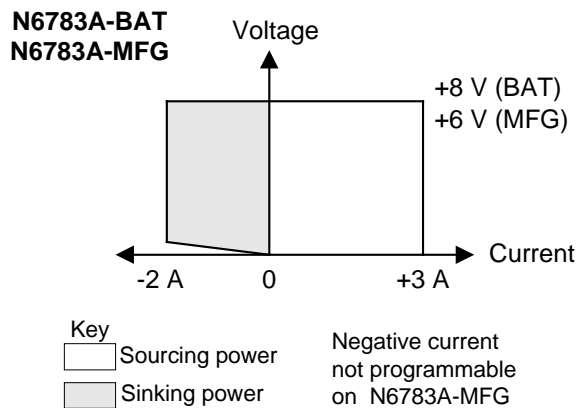 N6783A-BAT
N6783A-MFG
Voltage
+8 V (BAT)
+6 V (MFG)
Current
-2 A
0
+3 A
Key
Sourcing power
Sinking power
Negative current
not programmable
on N6783A-MFG